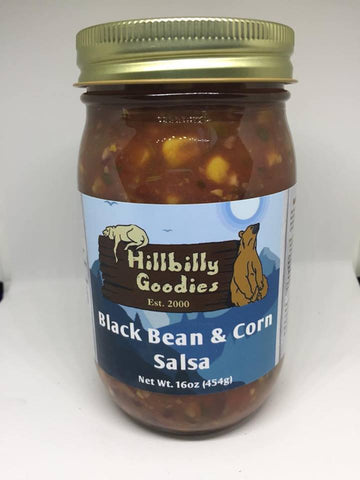 Hillbilly
Goodies
Est. 2000
Black Bean & Corn
Salsa
Net Wt. 16oz (454g)